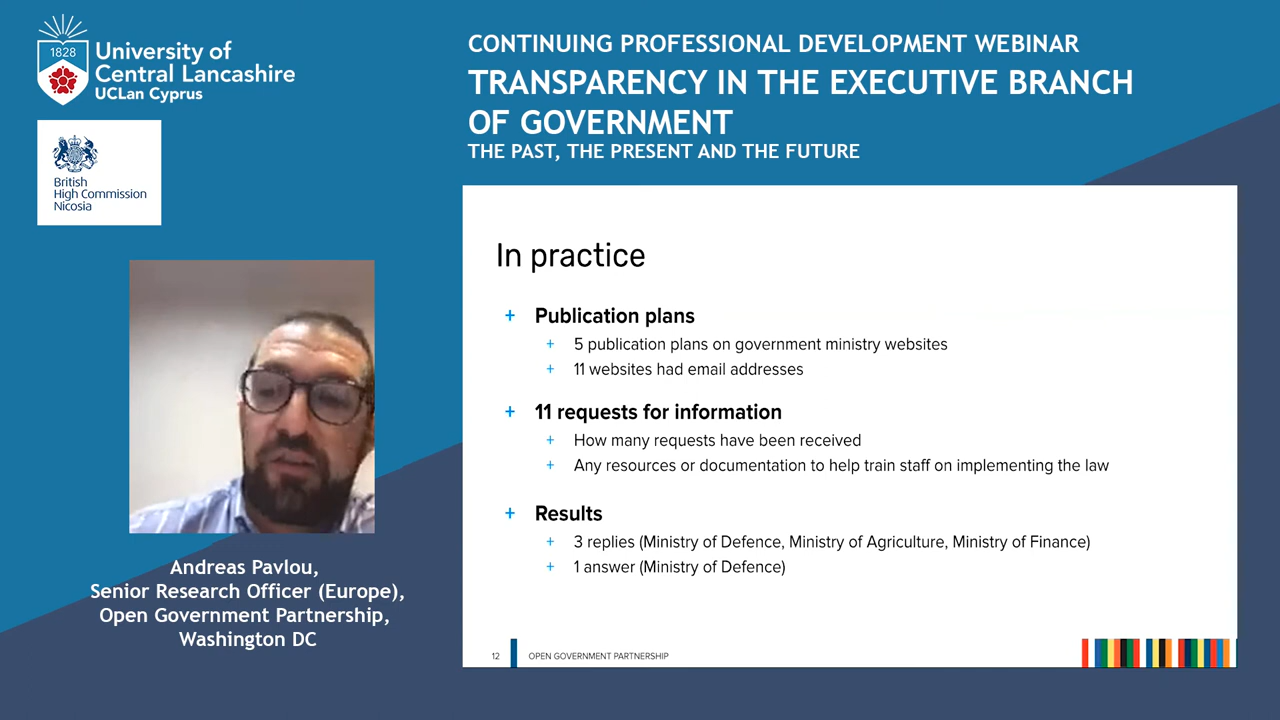 1828
University of
Central Lancashire
UCLan Cyprus
British
High Commission
Nicosia
CONTINUING PROFESSIONAL DEVELOPMENT WEBINAR
TRANSPARENCY IN THE EXECUTIVE BRANCH
OF GOVERNMENT
THE PAST, THE PRESENT AND THE FUTURE
In practice
+ Publication plans
+ 5 publication plans on government ministry websites
+ 11 websites had email addresses
+ 11 requests for information
+ How many requests have been received
+ Any resources or documentation to help train staff on implementing the law
+ Results
+ 3 replies (Ministry of Defence, Ministry of Agriculture, Ministry of Finance)
+ 1 answer (Ministry of Defence)
12 OPEN GOVERNMENT PARTNERSHIP
Andreas Pavlou,
Senior Research Officer (Europe),
Open Government Partnership,
Washington DC